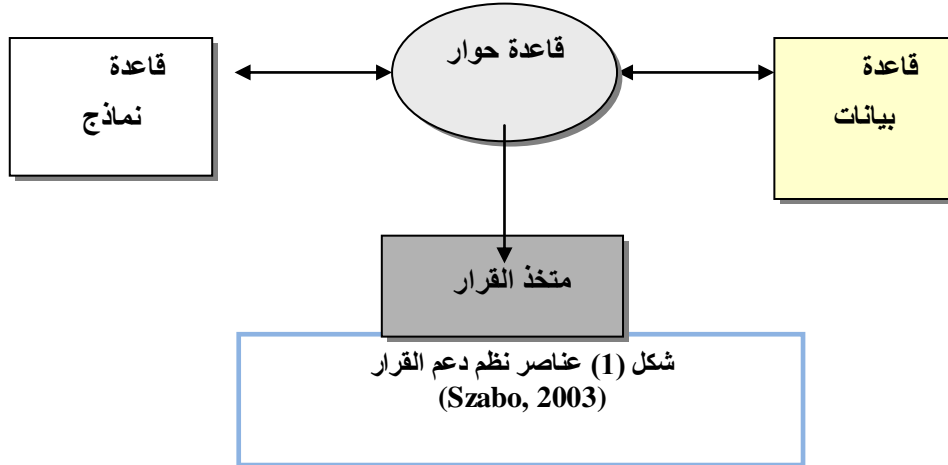 قاعدة حوار
قاعدة
بيانات
قاعدة
نماذج
متخذ القرار
شكل (1) عناصر نظم دعم القرار
(Szabo, 2003)